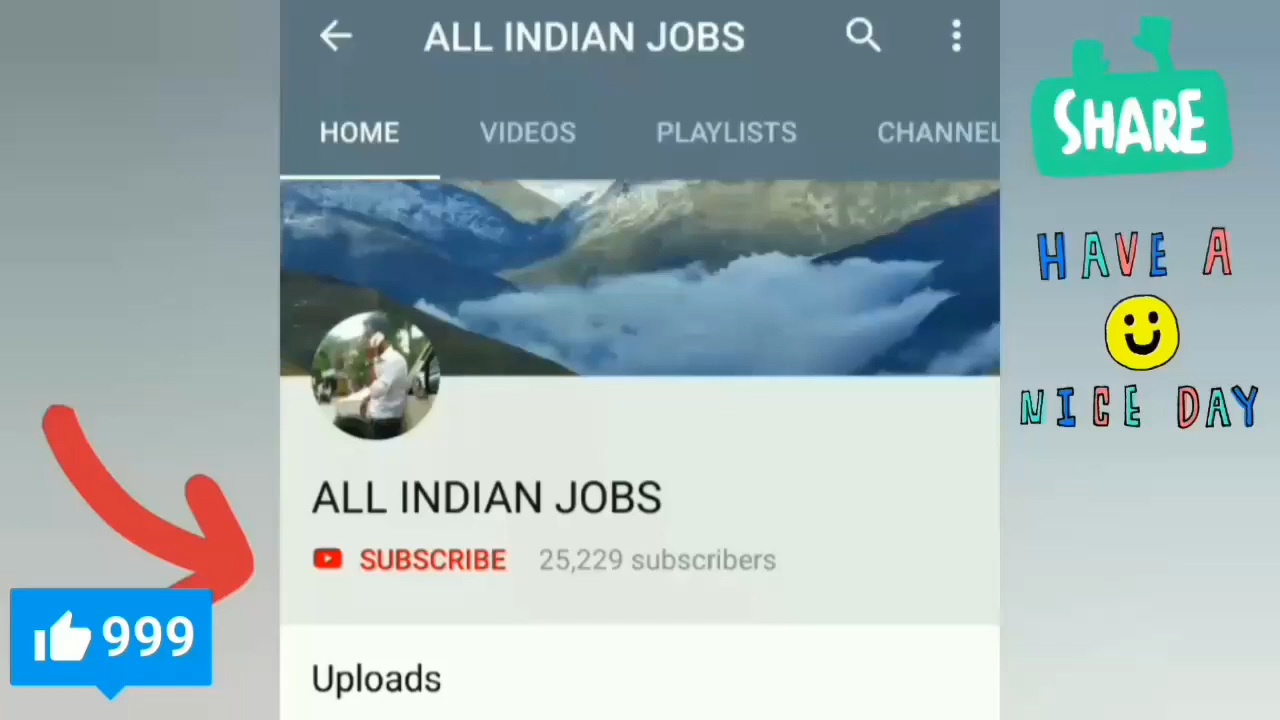 ALL INDIAN JOBS
HOME VIDEOS PLAYLISTS CHANNEL
SHARE
HAVE A
NICE DAY
ALL INDIAN JOBS
SUBSCRIBE 25,229 subscribers
999
Uploads